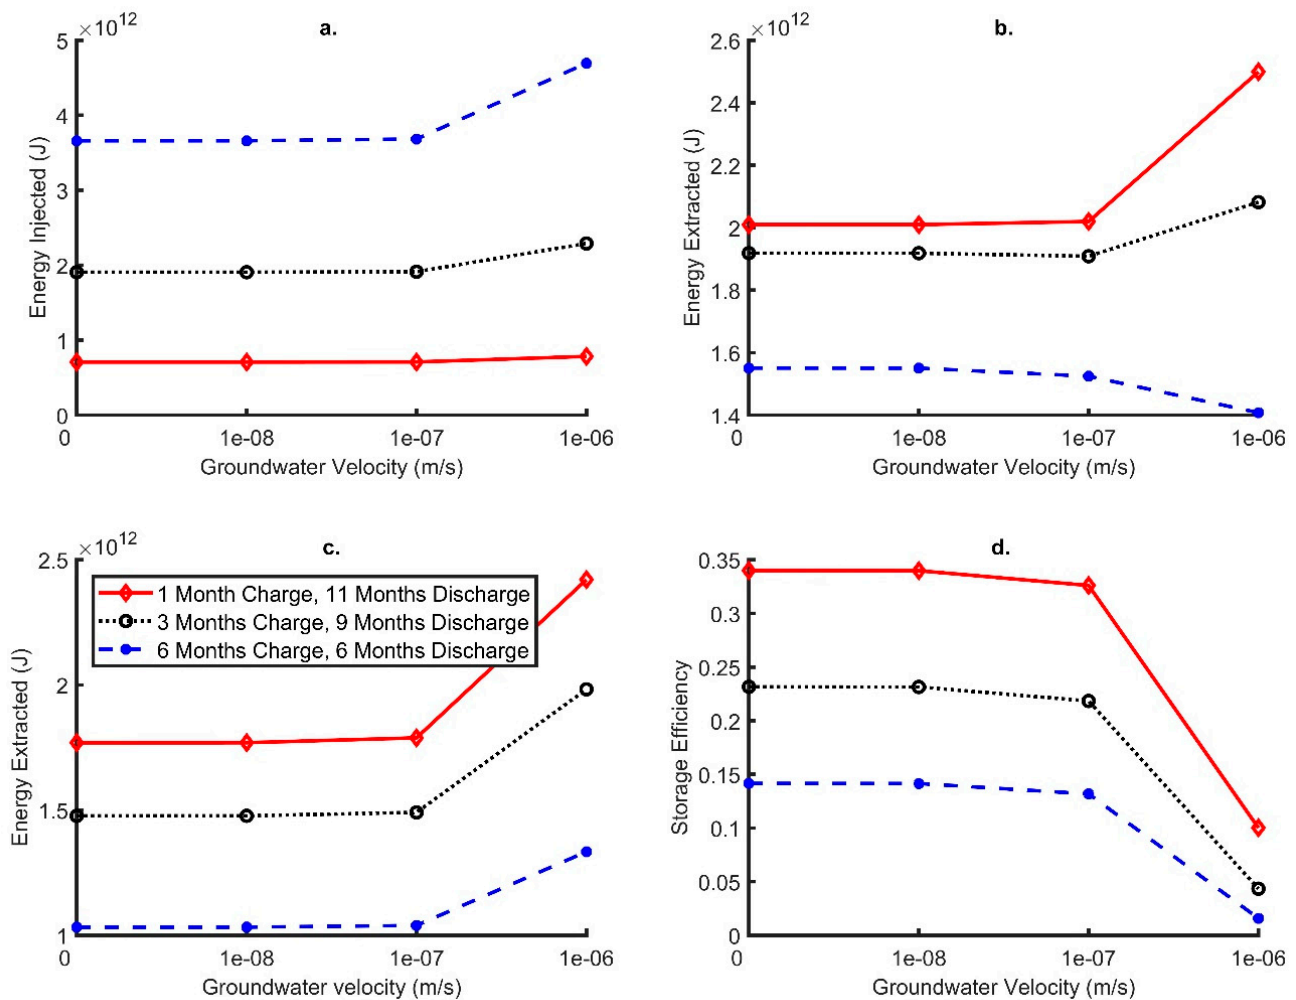 a.
×10¹²
5
4
3
2
1
0
Energy Injected (J)
0 1e-08 1e-07 1e-06
Groundwater Velocity (m/s)
b.
×10¹²
2.6
2.4
2.2
2
1.8
1.6
1.4
Energy Extracted (J)
0 1e-08 1e-07 1e-06
Groundwater Velocity (m/s)
c.
×10¹²
2.5
2
1.5
1
Energy Extracted (J)
1 Month Charge, 11 Months Discharge
3 Months Charge, 9 Months Discharge
6 Months Charge, 6 Months Discharge
0 1e-08 1e-07 1e-06
Groundwater velocity (m/s)
d.
0.35
0.3
0.25
0.2
0.15
0.1
0.05
0
Storage Efficiency
0 1e-08 1e-07 1e-06
Groundwater Velocity (m/s)